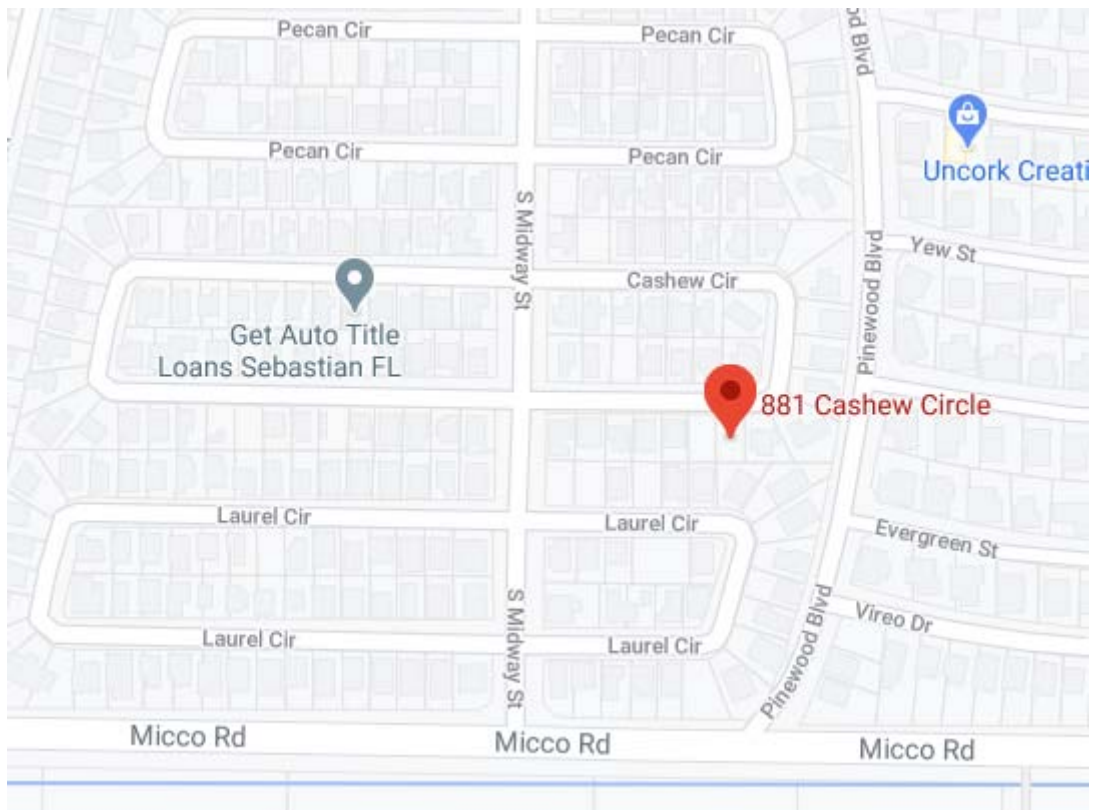 Pecan Cir
Pecan Cir
od Blvd
Uncork Creati
Pecan Cir
Pecan Cir
S Midway St
Yew St
Pinewood Blvd
Cashew Cir
Get Auto Title
Loans Sebastian FL
881 Cashew Circle
Laurel Cir
Laurel Cir
Evergreen St
S Midway St
Pinewood Blvd
Vireo Dr
Laurel Cir
Laurel Cir
Micco Rd
Micco Rd
Micco Rd